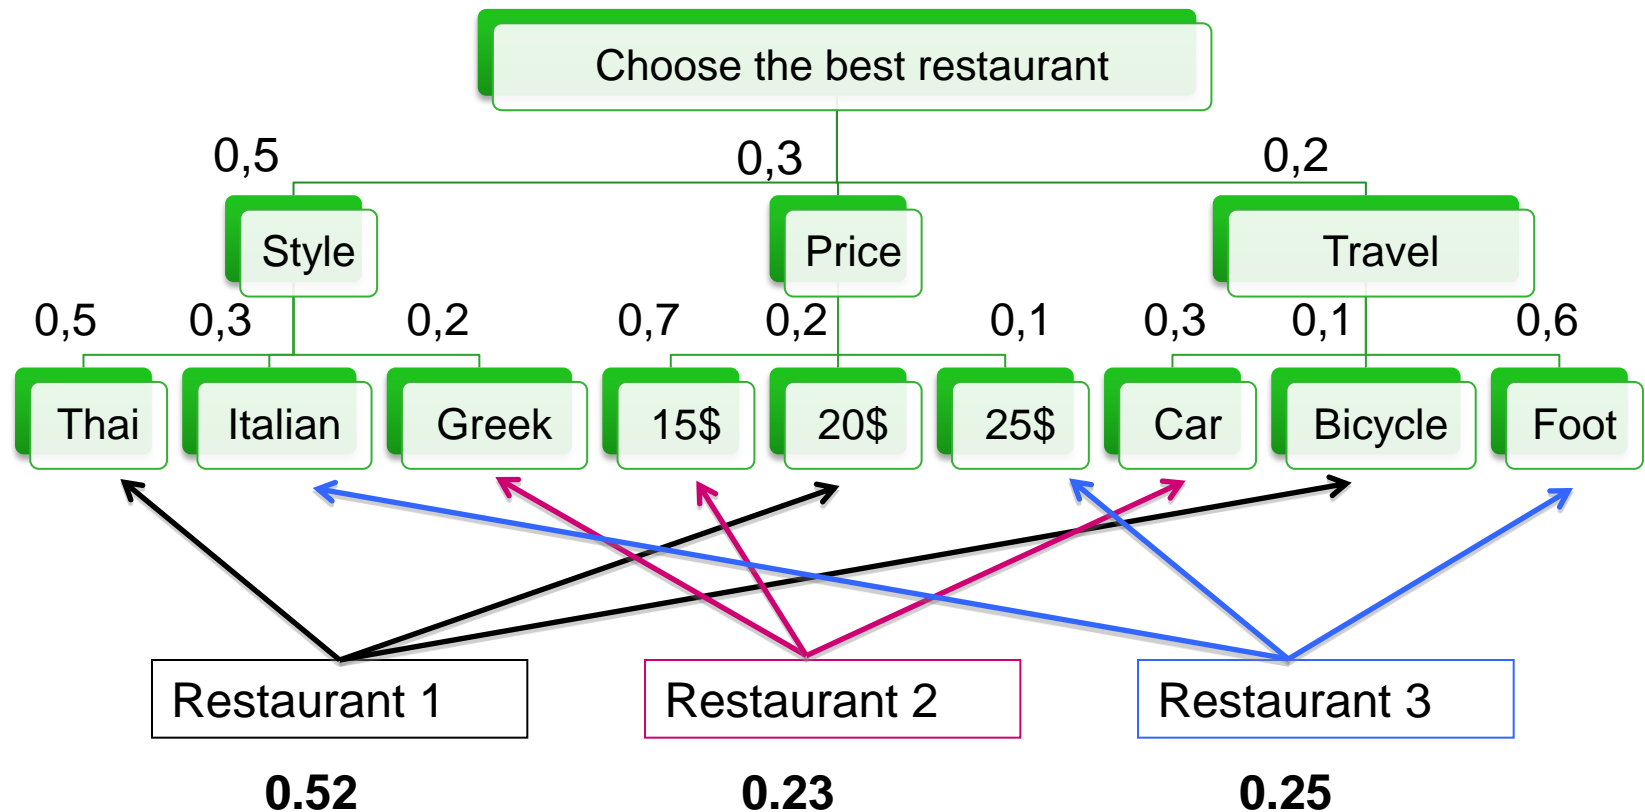 Choose the best restaurant
0,5 0,3 0,2
Style Price Travel
0,5 0,3 0,2 0,7 0,2 0,1 0,3 0,1 0,6
Thai Italian Greek 15$ 20$ 25$ Car Bicycle Foot
Restaurant 1 Restaurant 2 Restaurant 3
0.52 0.23 0.25